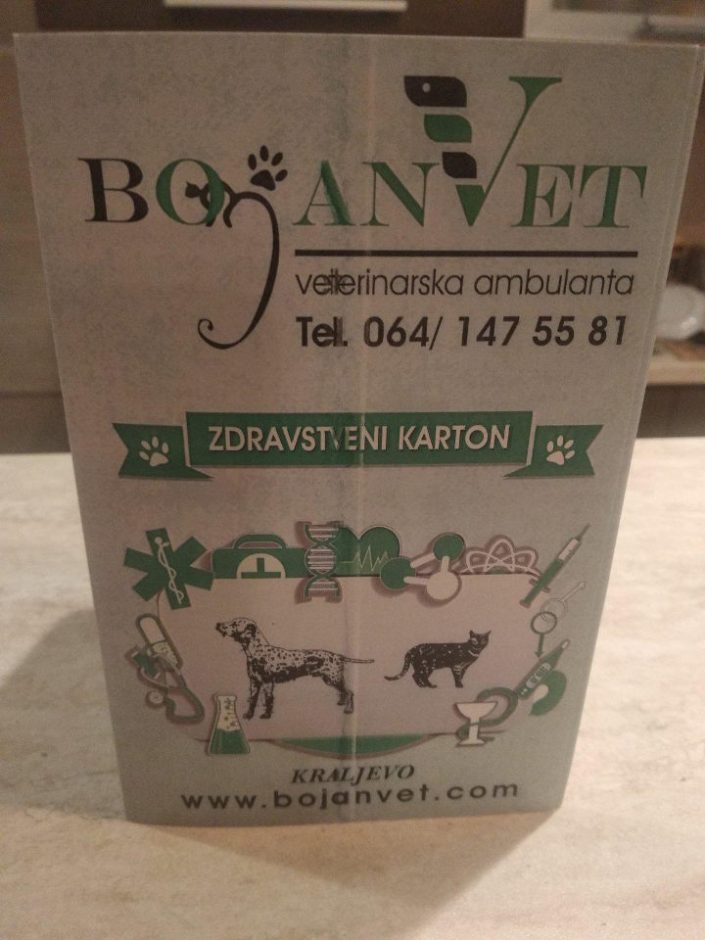 BOJANVET
veterinarska ambulanta
Tel. 064/ 147 55 81
ZDRAVSTVENI KARTON
KRALJEVO
www.bojanvet.com